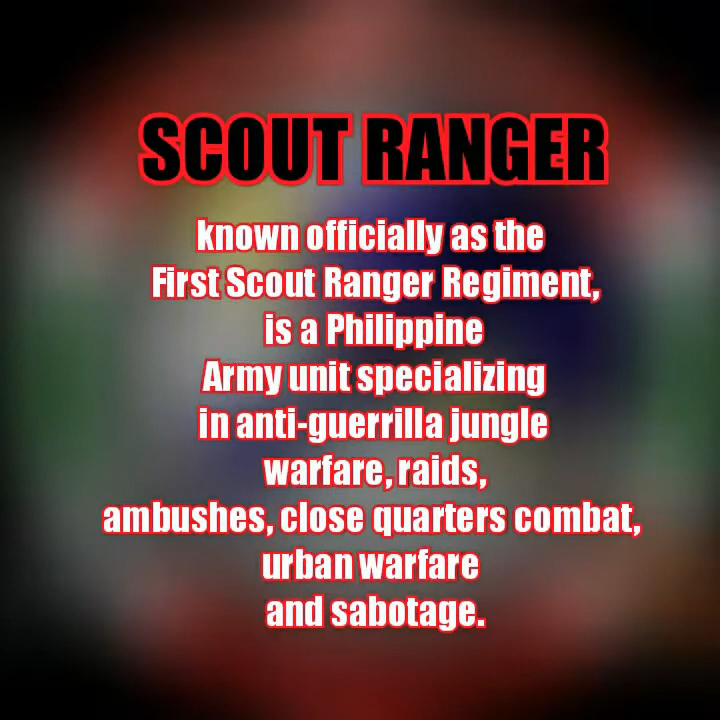 SCOUT RANGER
known officially as the
First Scout Ranger Regiment,
is a Philippine
Army unit specializing
in anti-guerrilla jungle
warfare, raids,
ambushes, close quarters combat,
urban warfare
and sabotage.